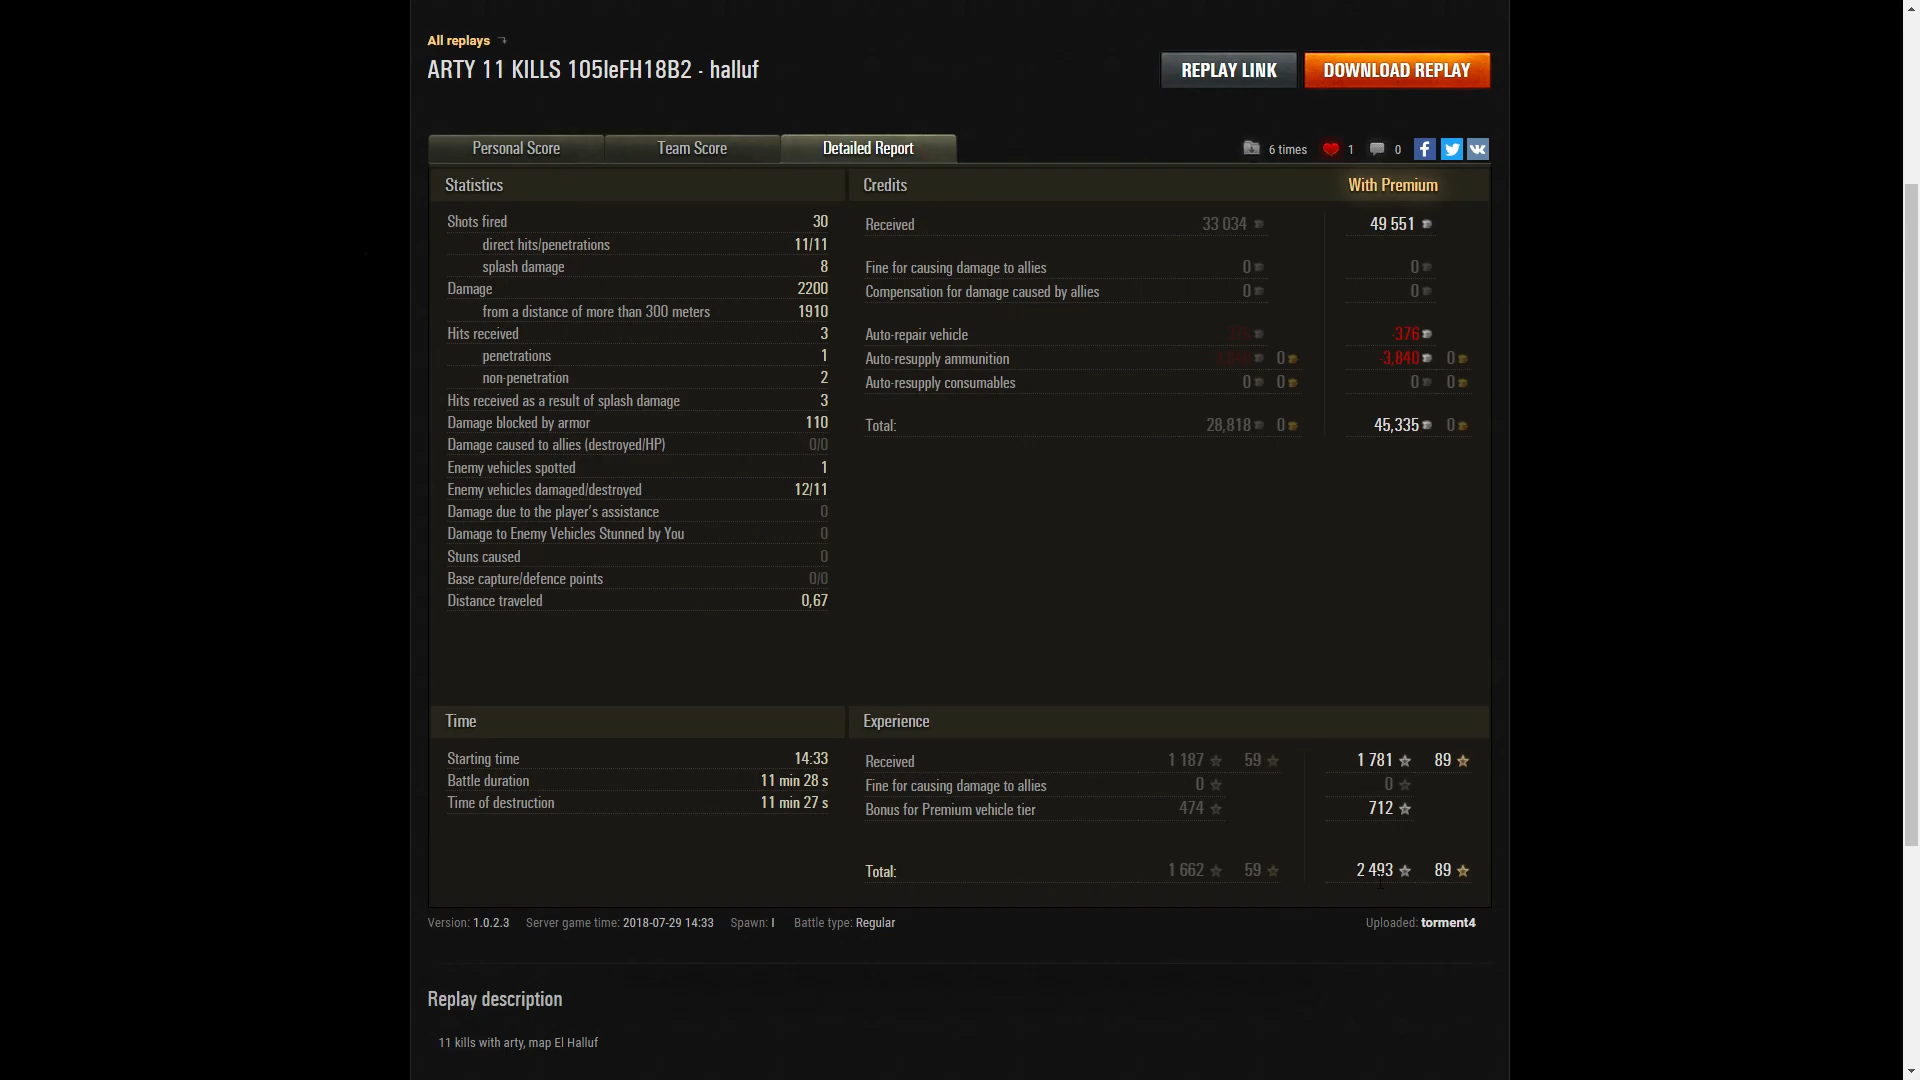 All replays
ARTY 11 KILLS 105leFH18B2 - halluf
REPLAY LINK
DOWNLOAD REPLAY
Personal Score
Team Score
Detailed Report
6 times
1
0
Statistics
Shots fired 30
direct hits/penetrations 11/11
splash damage 8
Damage 2200
from a distance of more than 300 meters 1910
Hits received 3
penetrations 1
non-penetration 2
Hits received as a result of splash damage 3
Damage blocked by armor 110
Damage caused to allies (destroyed/HP) 0/0
Enemy vehicles spotted 1
Enemy vehicles damaged/destroyed 12/11
Damage due to the player's assistance 0
Damage to Enemy Vehicles Stunned by You 0
Stuns caused 0
Base capture/defence points 0/0
Distance traveled 0,67
Credits With Premium
Received 33 034 49 551
Fine for causing damage to allies 0 0
Compensation for damage caused by allies 0 0
Auto-repair vehicle -376
Auto-resupply ammunition 0 -3,840 0
Auto-resupply consumables 0 0 0 0
Total: 28,818 0 45,335 0
Time
Starting time 14:33
Battle duration 11 min 28 s
Time of destruction 11 min 27 s
Experience
Received 1 187 59 1 781 89
Fine for causing damage to allies 0 0
Bonus for Premium vehicle tier 474 712
Total: 1 662 59 2 493 89
Version: 1.0.2.3 Server game time: 2018-07-29 14:33 Spawn: I Battle type: Regular Uploaded: torment4
Replay description
11 kills with arty, map El Halluf